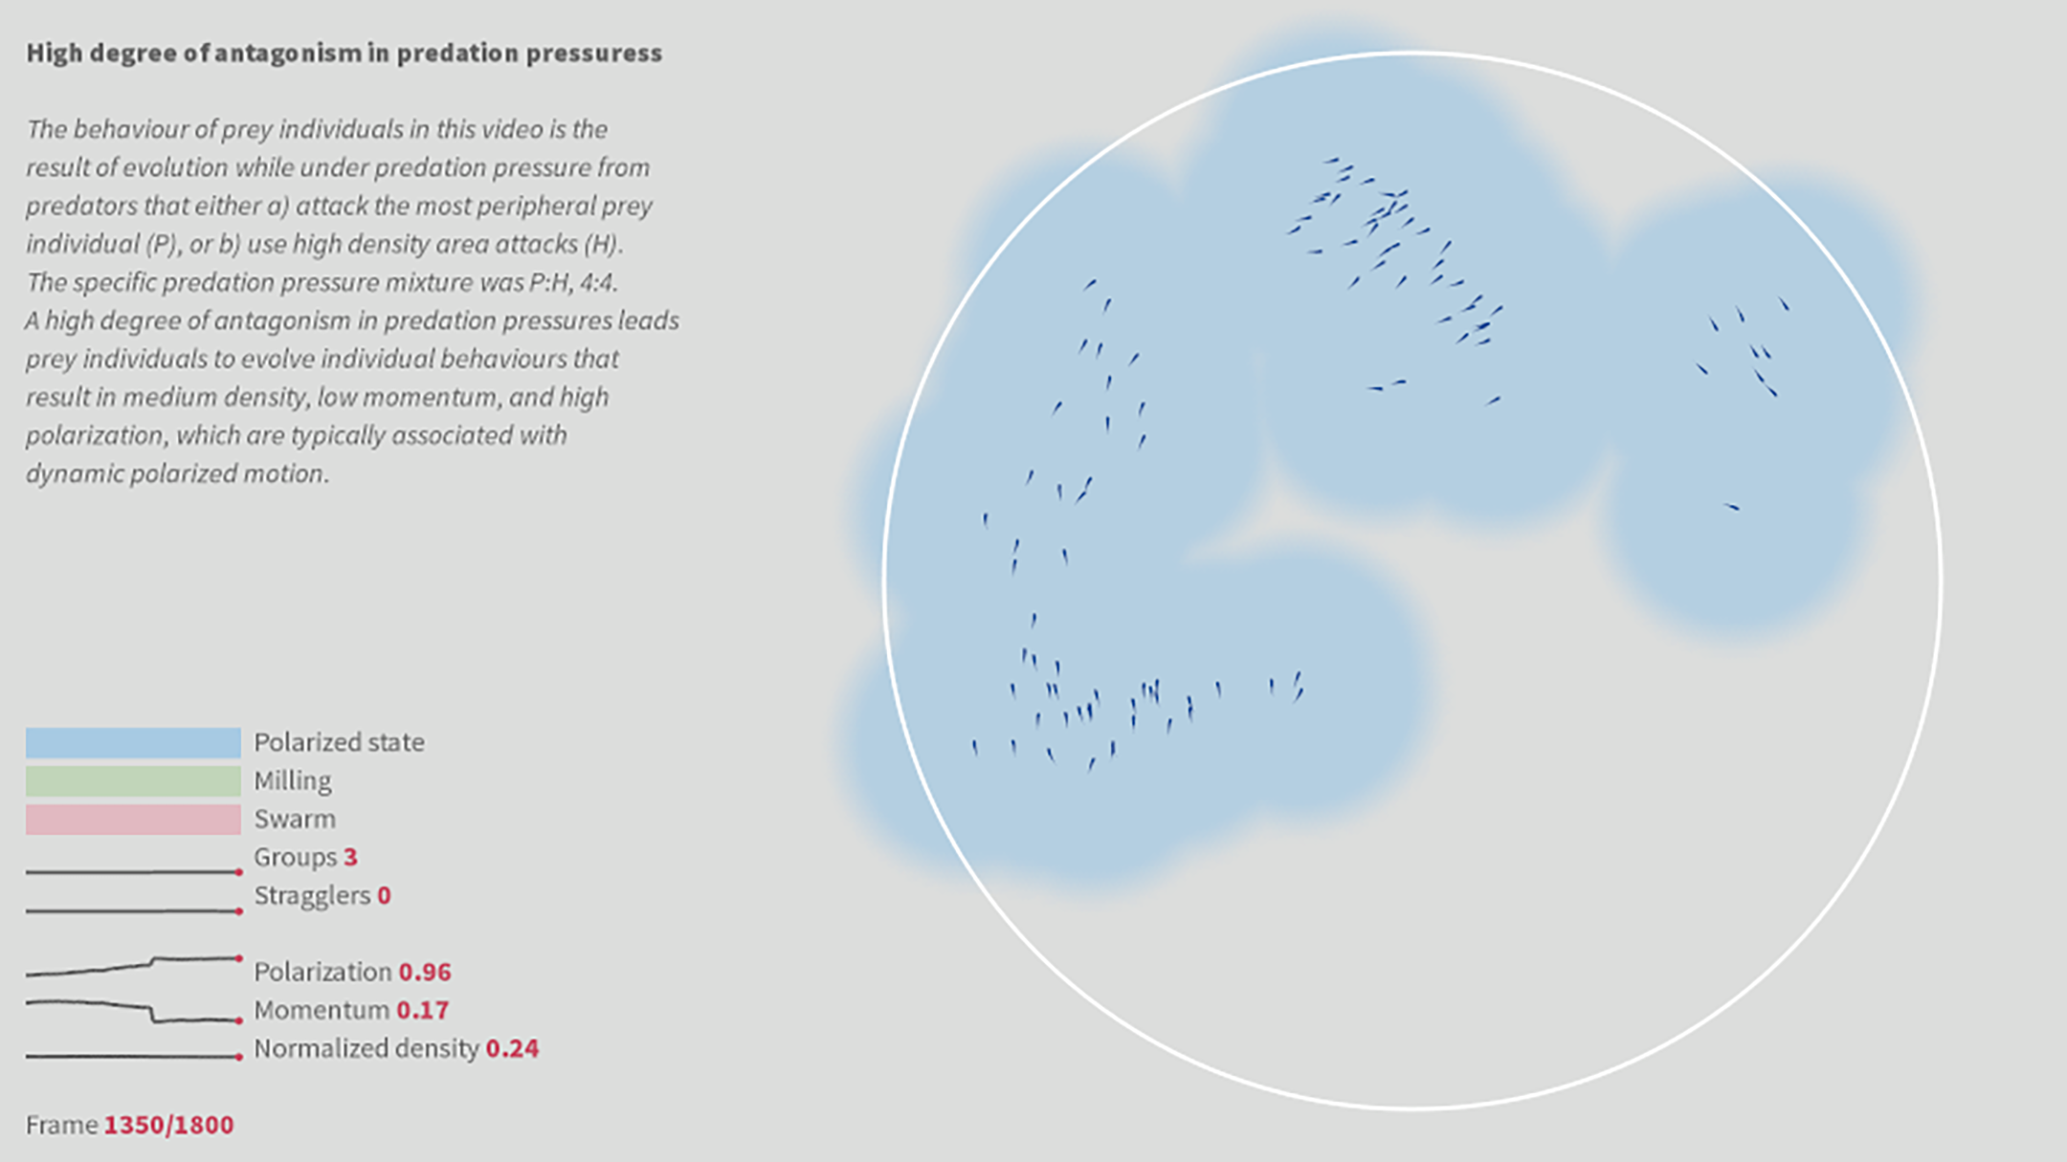 High degree of antagonism in predation pressuress
The behaviour of prey individuals in this video is the
result of evolution while under predation pressure from
predators that either a) attack the most peripheral prey
individual (P), or b) use high density area attacks (H).
The specific predation pressure mixture was P:H, 4:4.
A high degree of antagonism in predation pressures leads
prey individuals to evolve individual behaviours that
result in medium density, low momentum, and high
polarization, which are typically associated with
dynamic polarized motion.
Polarized state
Milling
Swarm
Groups 3
Stragglers 0
Polarization 0.96
Momentum 0.17
Normalized density 0.24
Frame 1350/1800